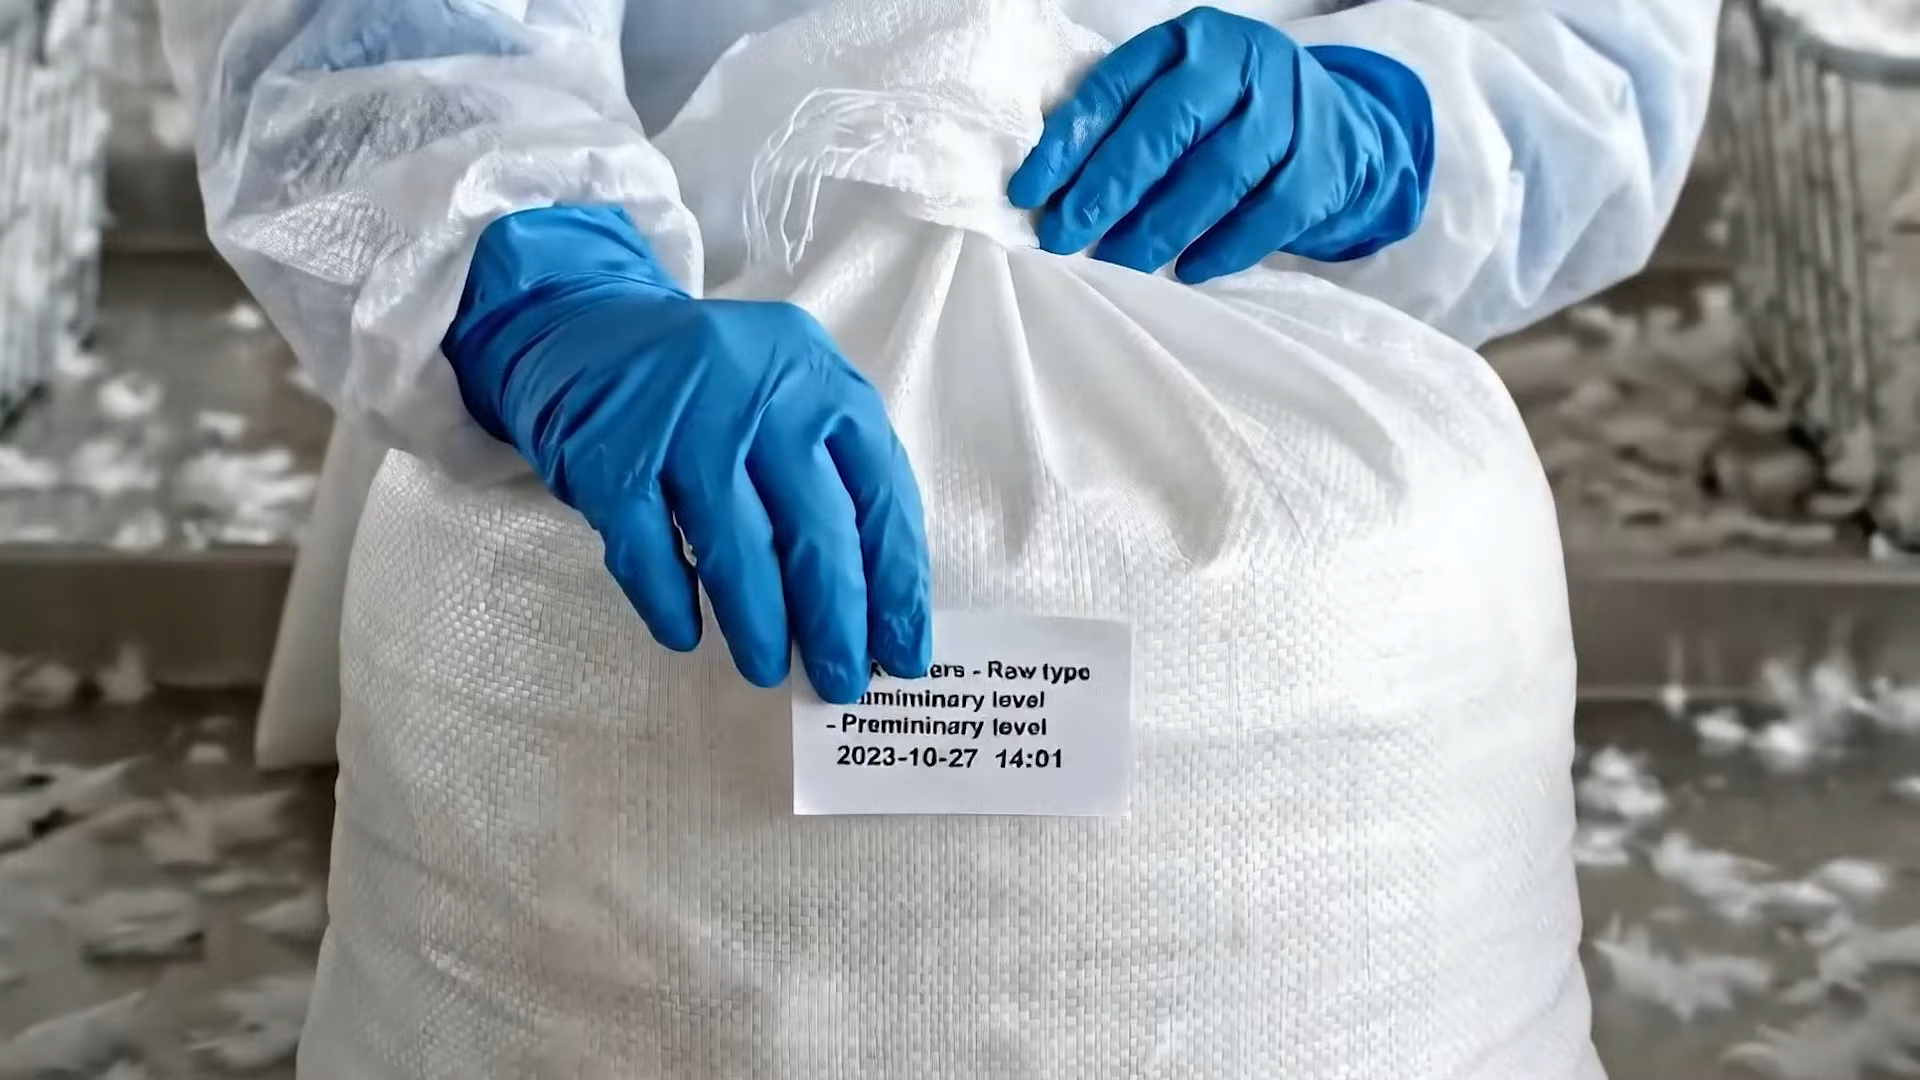 - Raw type
level
- Premininary level
2023-10-27 14:01